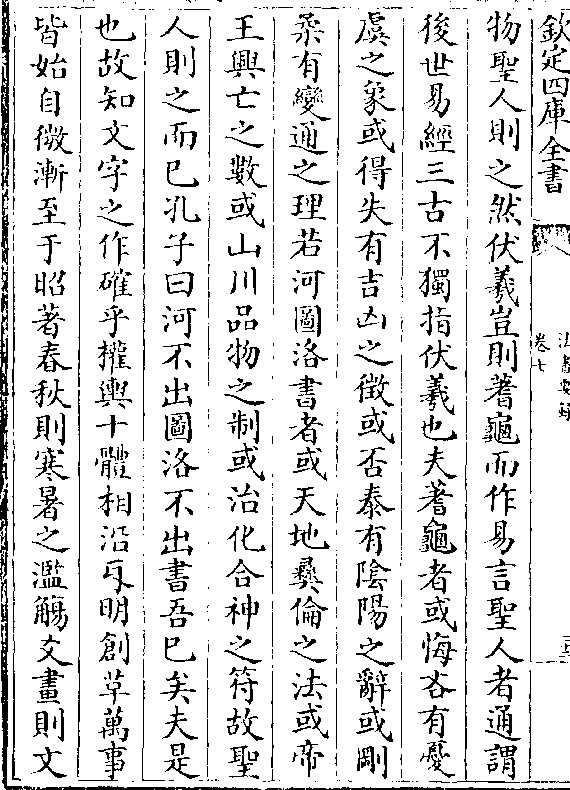 欽定四庫全書
法書要録
卷七
物聖人則之然伏羲豈則蓍龜而作易言聖人者通謂
後世易經三古不獨指伏羲也夫蓍龜者或悔吝有憂
虞之象或得失有吉凶之徴或否泰有隂陽之辭或剛
柔有變通之理若河圖洛書者或天地彞倫之法或帝
王興亡之數或山川品物之制或治化合神之符故聖
人則之而已孔子曰河不出圖洛不出書吾已矣夫是
也故知文字之作確乎權輿十體相沿互明創草萬事
皆始自微漸至于昭著春秋則寒暑之濫觴爻畫則文